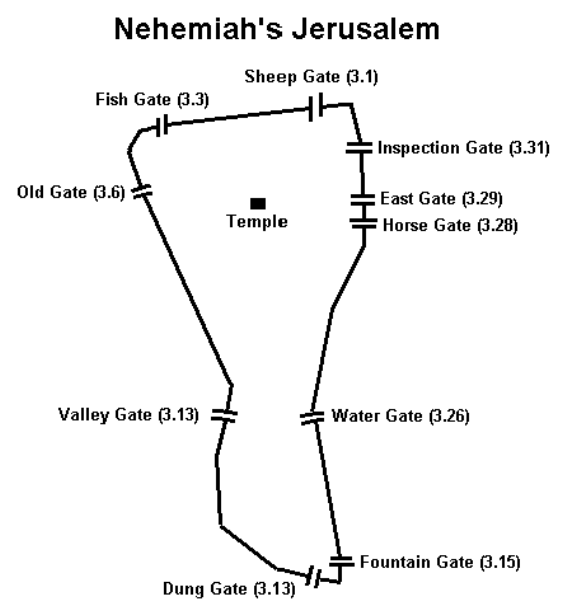 Nehemiah's Jerusalem
Sheep Gate (3.1)
Fish Gate (3.3)
Inspection Gate (3.31)
Old Gate (3.6)
East Gate (3.29)
Temple
Horse Gate (3.28)
Valley Gate (3.13)
Water Gate (3.26)
Fountain Gate (3.15)
Dung Gate (3.13)